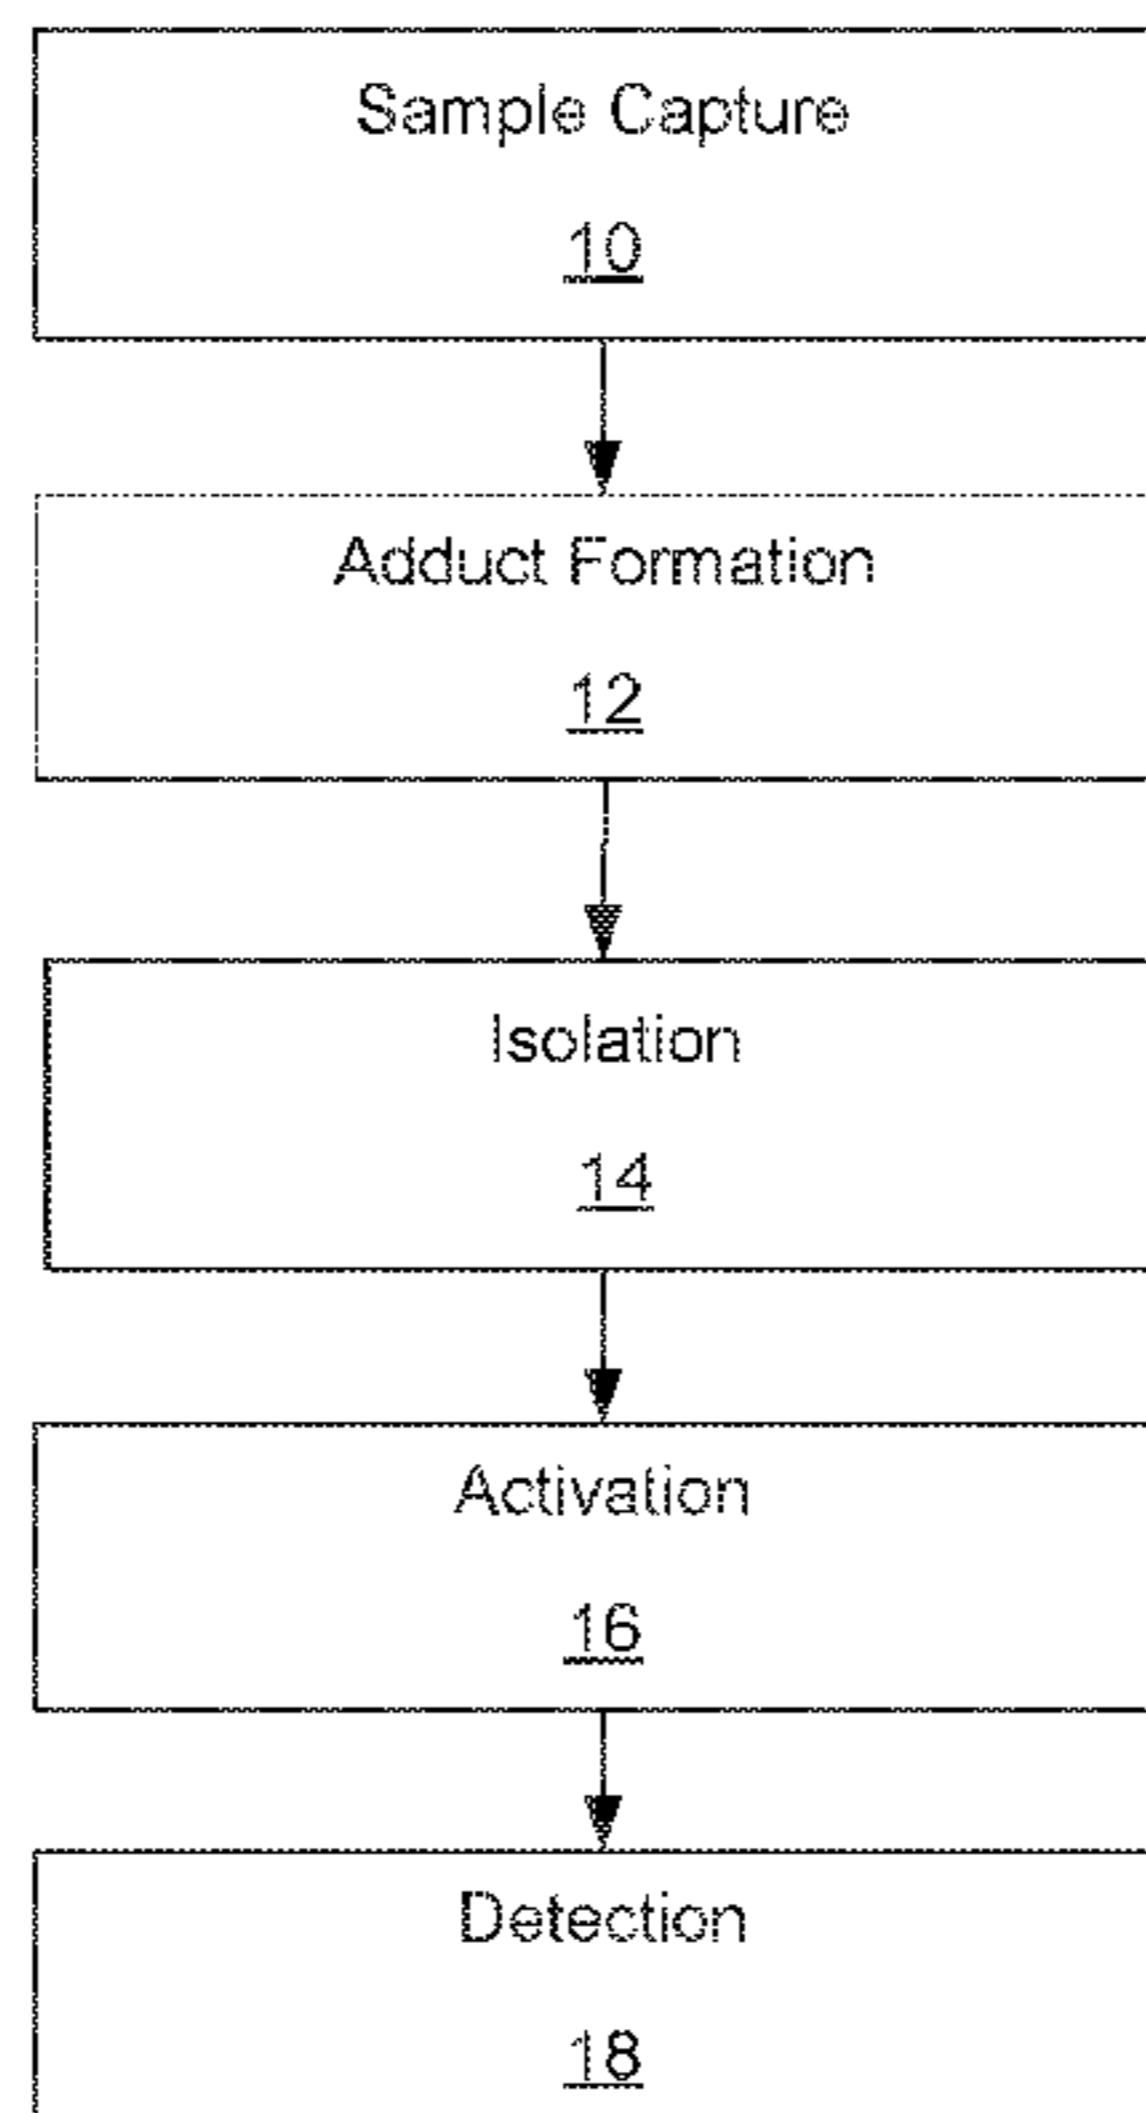 Sample Capture
10
Adduct Formation
12
Isolation
14
Activation
16
Detection
18